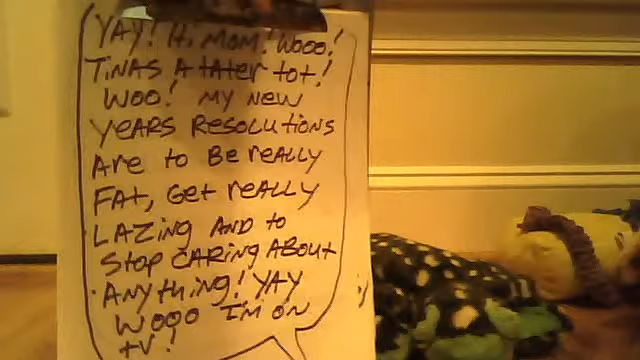 YAY! Hi MOM! WOOO!
TINAS A tAteR tot!
WOO! MY NEW
YEARS RESOLUTIONS
ARE to BE REALLY
FAt, GET REALLY
LAZING AND to
STOP CARING ABOUt
ANYthING! YAY
WOOO I'M ON
tV!